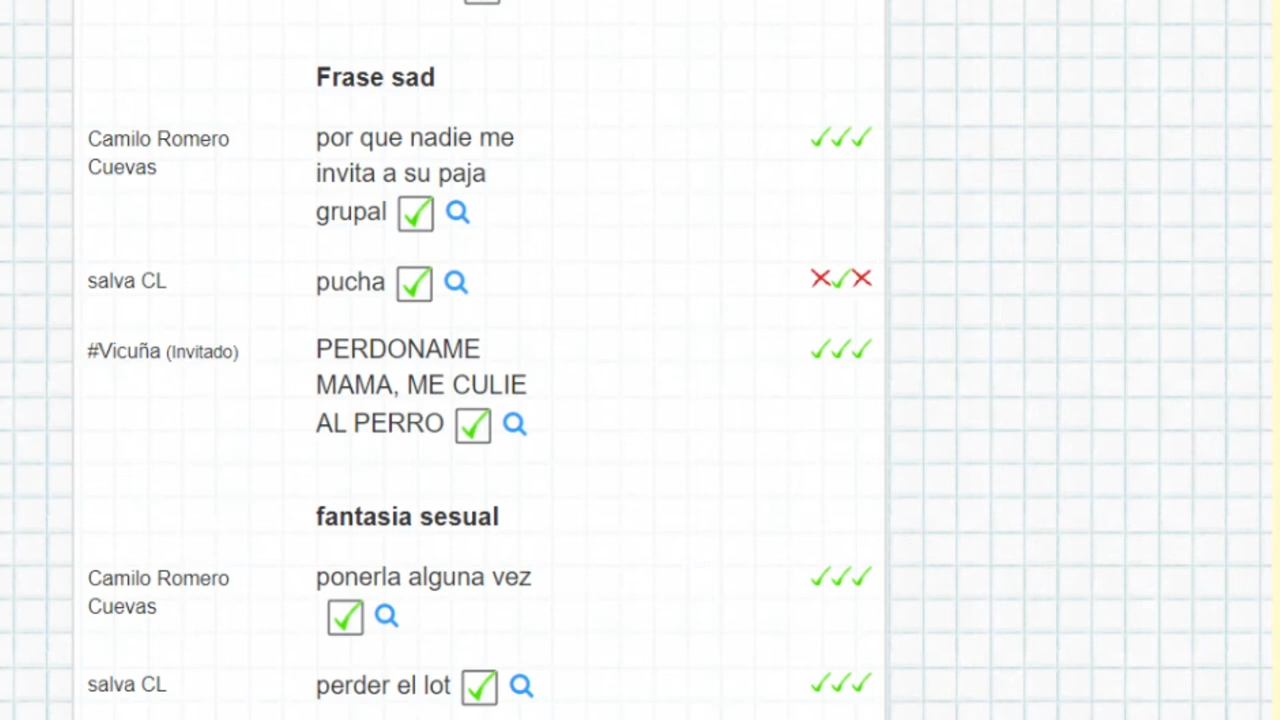 Frase sad
Camilo Romero
Cuevas
por que nadie me
invita a su paja
grupal
salva CL
pucha
#Vicuña (Invitado)
PERDONAME
MAMA, ME CULIE
AL PERRO
fantasia sesual
Camilo Romero
Cuevas
ponerla alguna vez
salva CL
perder el lot